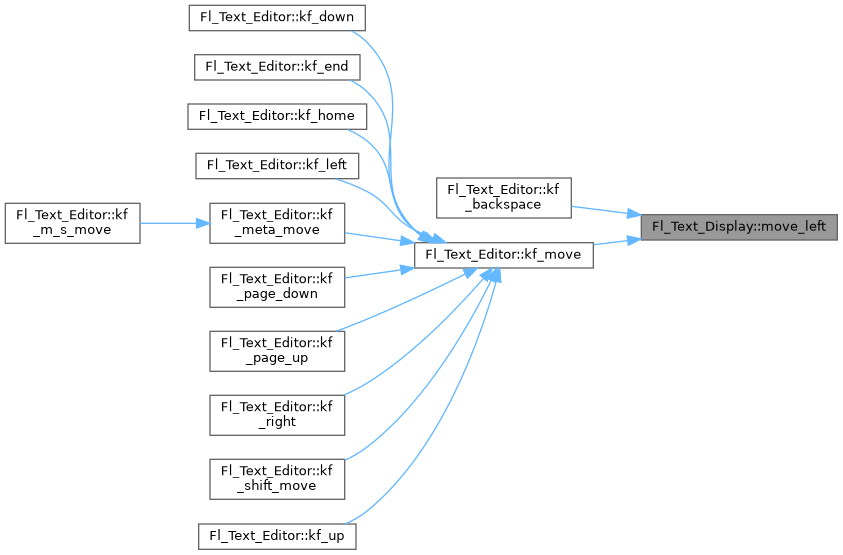 Fl_Text_Editor::kf_down
Fl_Text_Editor::kf_end
Fl_Text_Editor::kf_home
Fl_Text_Editor::kf_left
Fl_Text_Editor::kf
_m_s_move
Fl_Text_Editor::kf
_meta_move
Fl_Text_Editor::kf
_page_down
Fl_Text_Editor::kf
_page_up
Fl_Text_Editor::kf
_right
Fl_Text_Editor::kf
_shift_move
Fl_Text_Editor::kf_up
Fl_Text_Editor::kf
_backspace
Fl_Text_Editor::kf_move
Fl_Text_Display::move_left